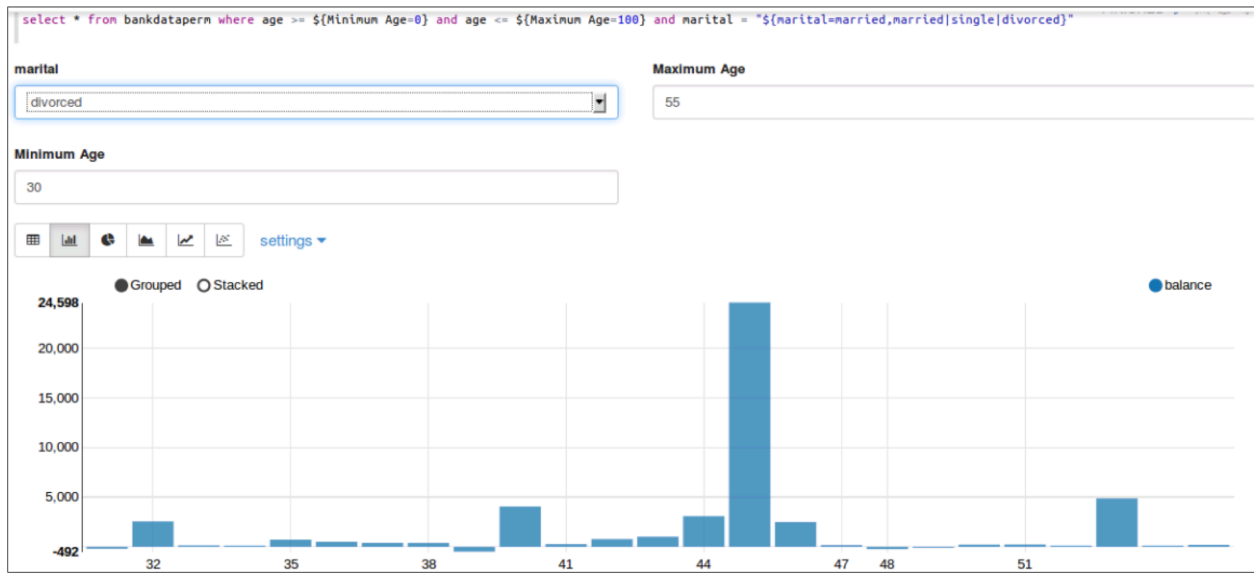 select * from bankdataperm where age >= ${Minimum Age=0} and age <= ${Maximum Age=100} and marital = "${marital=married,married|single|divorced}"
marital
Maximum Age
divorced
55
Minimum Age
30
settings
Grouped Stacked
balance
24,598
20,000
15,000
10,000
5,000
-492
32 35 38 41 44 47 48 51